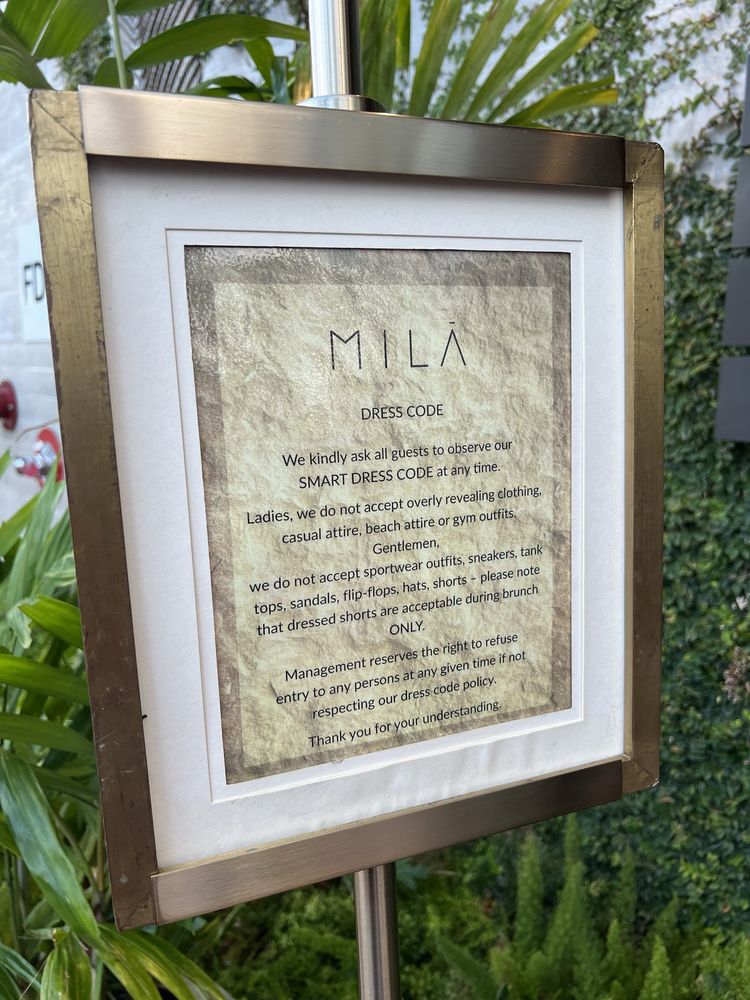 FD
MILĀ
DRESS CODE
We kindly ask all guests to observe our
SMART DRESS CODE at any time.
Ladies, we do not accept overly revealing clothing,
casual attire, beach attire or gym outfits.
Gentlemen,
we do not accept sportwear outfits, sneakers, tank
tops, sandals, flip-flops, hats, shorts – please note
that dressed shorts are acceptable during brunch
ONLY.
Management reserves the right to refuse
entry to any persons at any given time if not
respecting our dress code policy.
Thank you for your understanding.